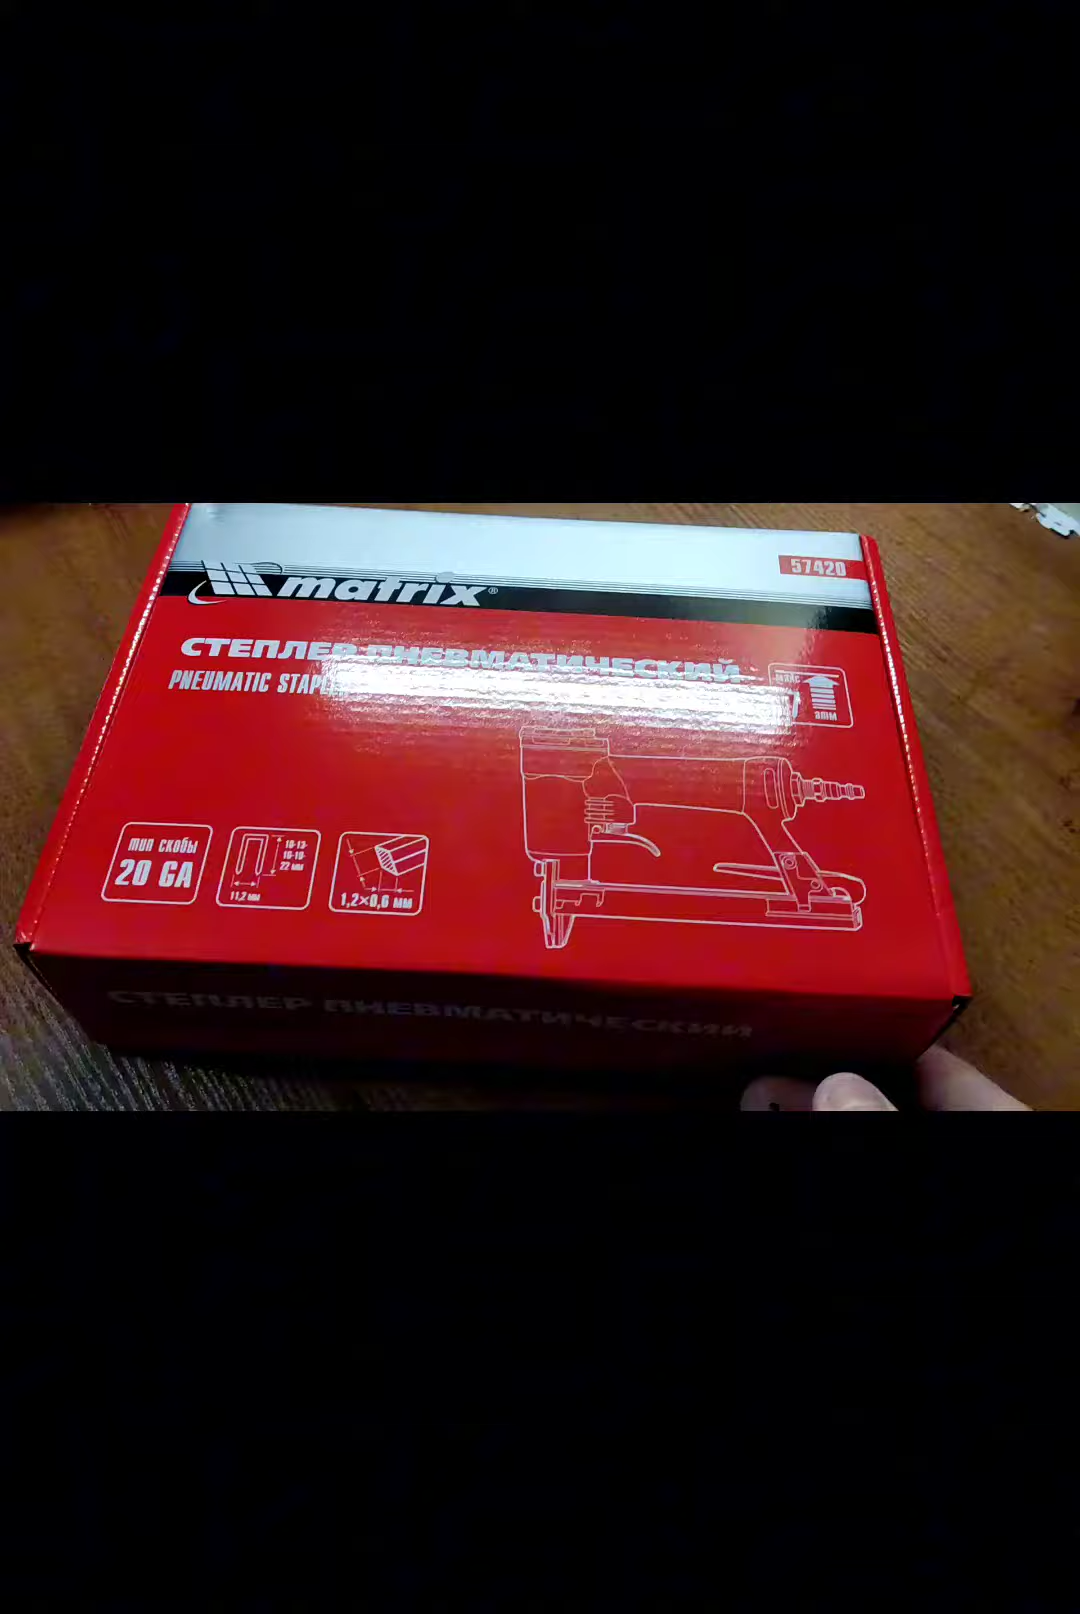 matrix®
57420
СТЕПЛЕР ПНЕВМАТИЧЕСКИЙ
PNEUMATIC
макс
тип скобы
20 GA
10-13-
16-19-
22 мм
11,2 мм
1,2×0,6 мм
СТЕПЛЕР ПНЕВМАТИЧЕСКИЙ